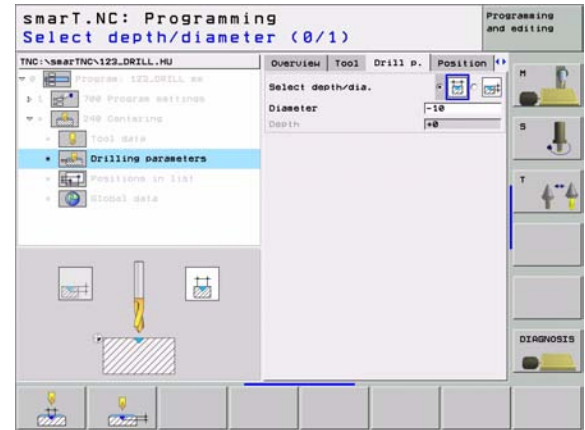 smarT.NC: Programming
Select depth/diameter (0/1)
Programming
and editing
TNC:\smarTNC\123_DRILL.HU
0 Program: 123_DRILL mm
1 700 Program settings
240 Centering
Tool data
Drilling parameters
Positions in list
Global data
Overview Tool Drill p. Position
Select depth/dia.
Diameter -10
Depth +0
M
S
T
DIAGNOSIS